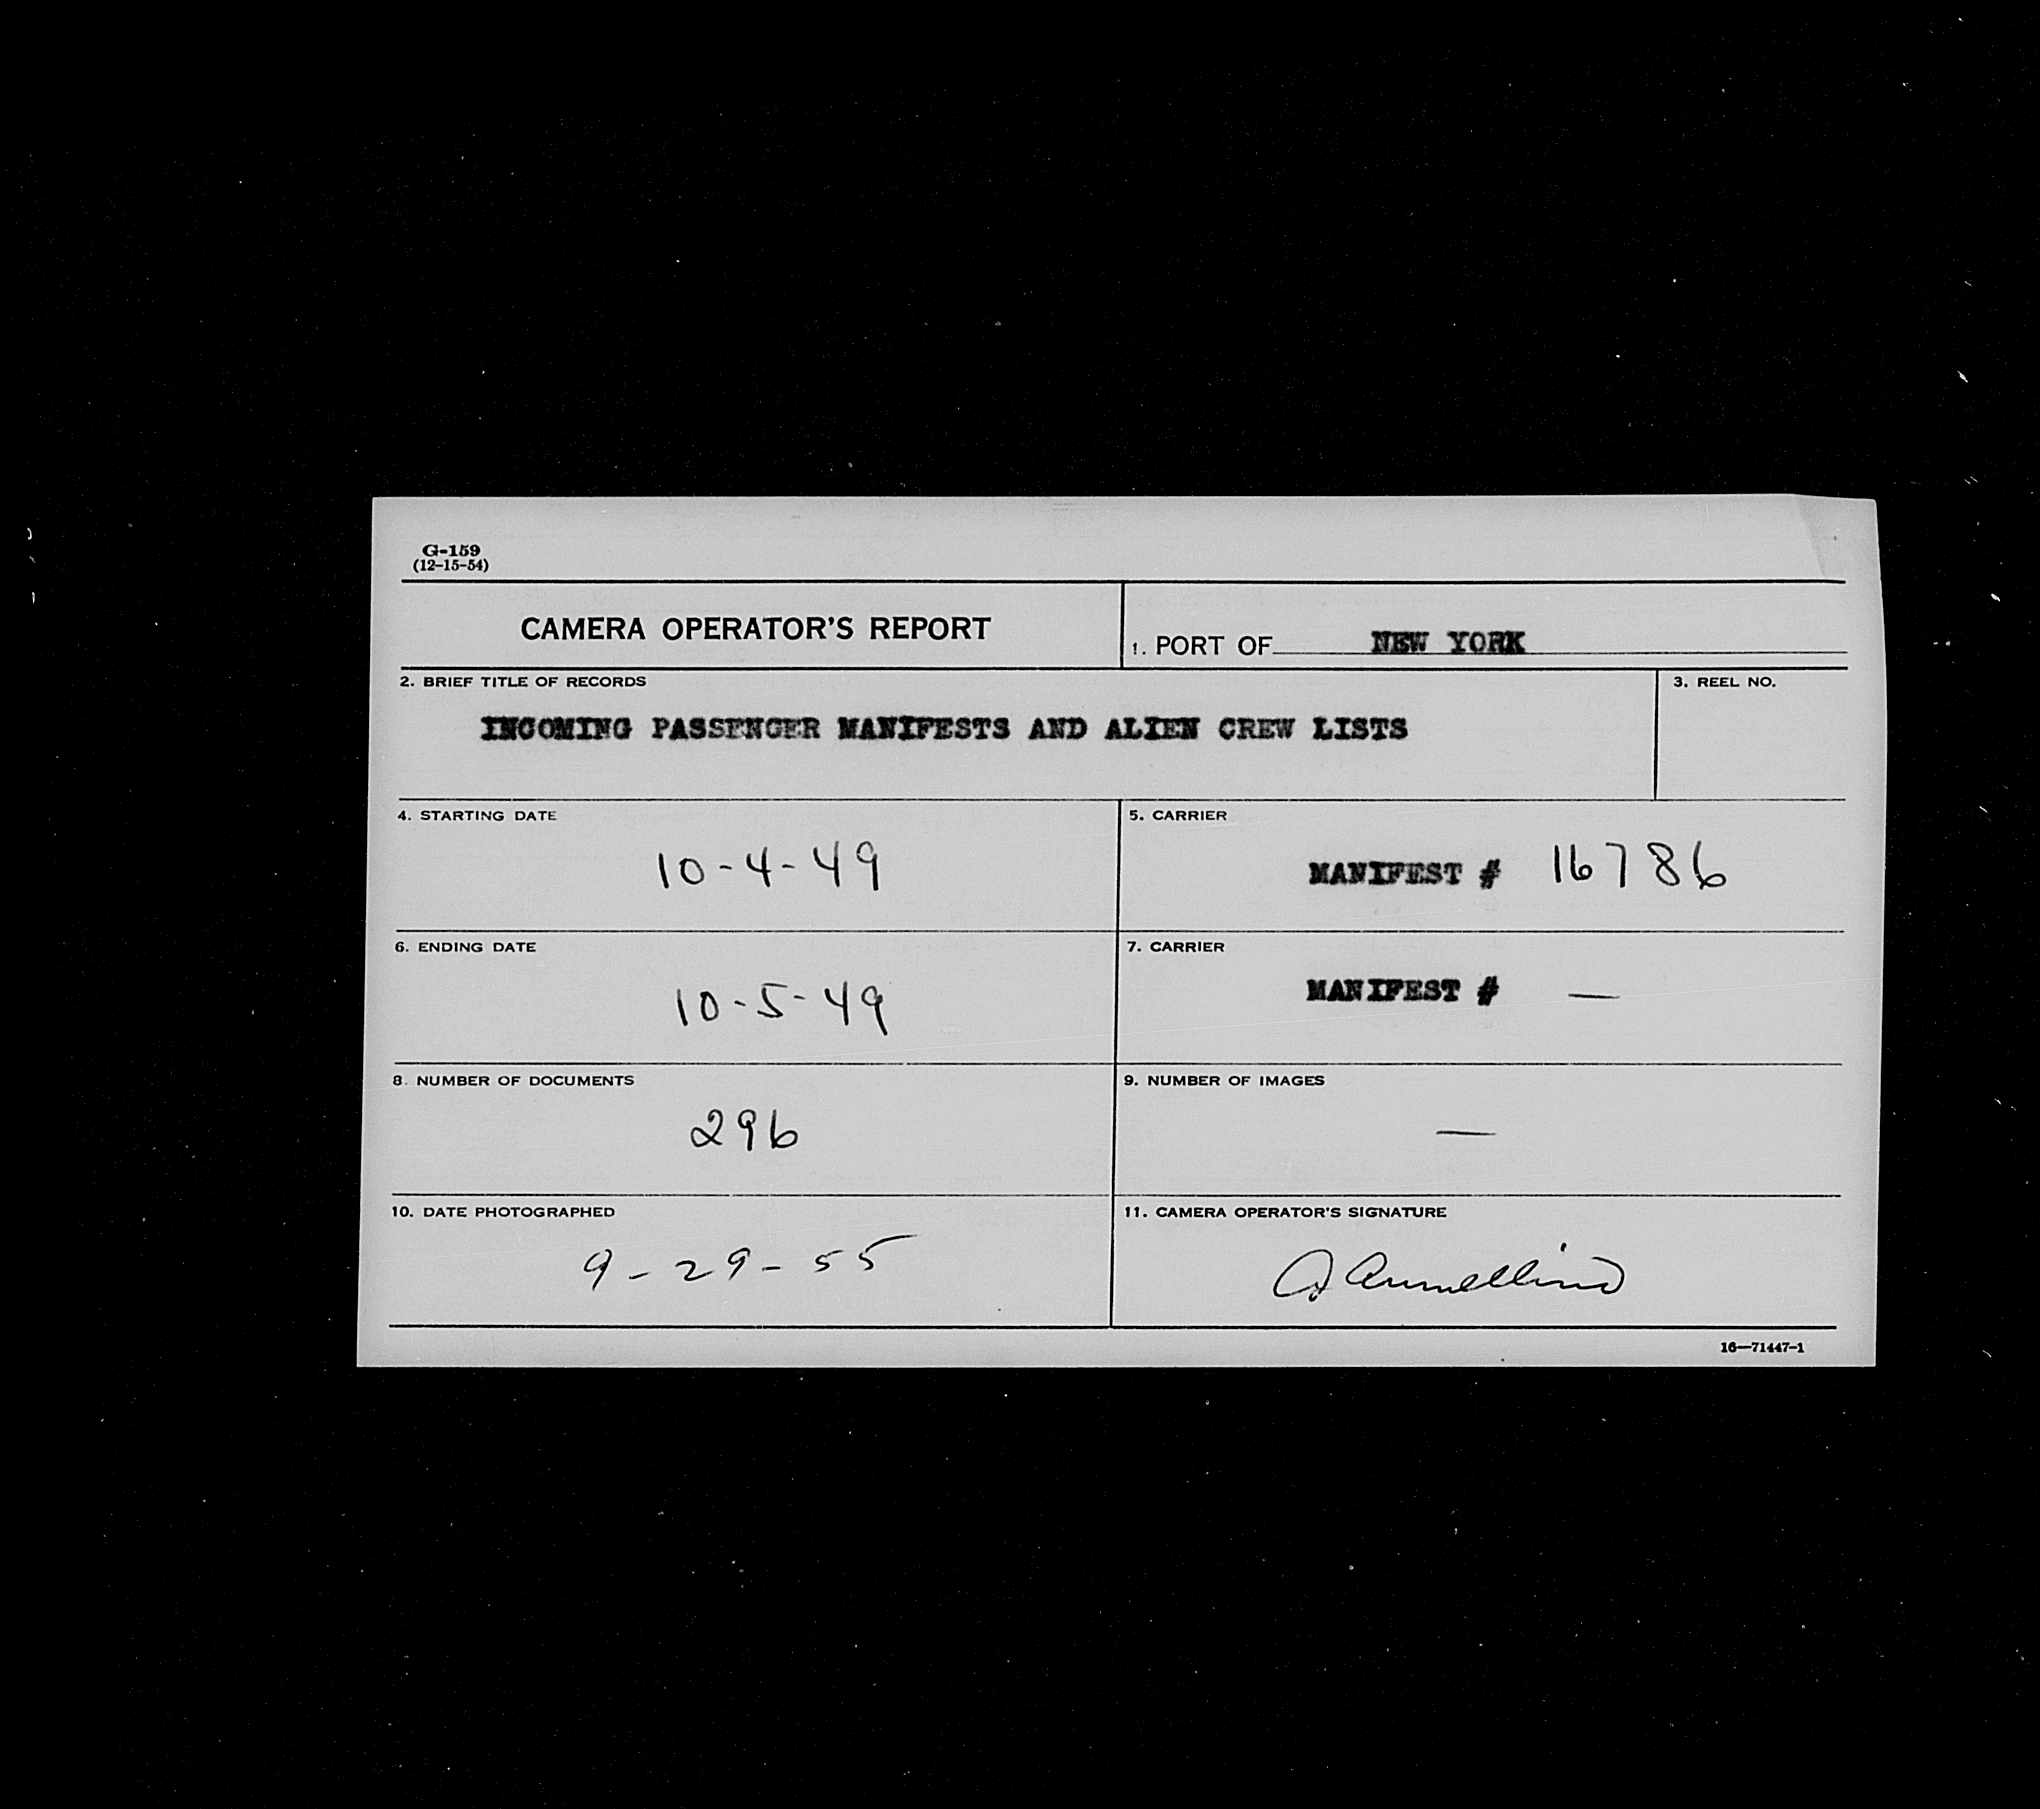 G-159
(12-15-54)
CAMERA OPERATOR'S REPORT
1. PORT OF NEW YORK
2. BRIEF TITLE OF RECORDS
3. REEL NO.
INCOMING PASSENGER MANIFESTS AND ALIEN CREW LISTS
4. STARTING DATE
10-4-49
5. CARRIER
MANIFEST # 16786
6. ENDING DATE
10-5-49
7. CARRIER
MANIFEST # —
8. NUMBER OF DOCUMENTS
296
9. NUMBER OF IMAGES
—
10. DATE PHOTOGRAPHED
9-29-55
11. CAMERA OPERATOR'S SIGNATURE
16—71447-1